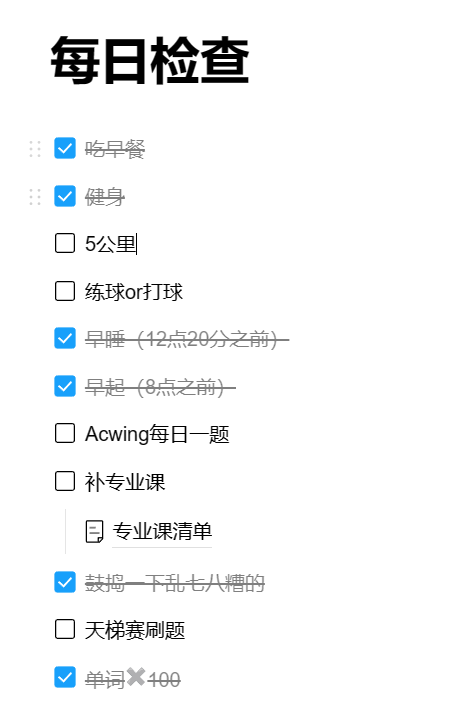 每日检查
吃早餐
健身
5公里
练球or打球
早睡（12点20分之前）
早起（8点之前）
Acwing每日一题
补专业课
专业课清单
鼓捣一下乱七八糟的
天梯赛刷题
单词✖100